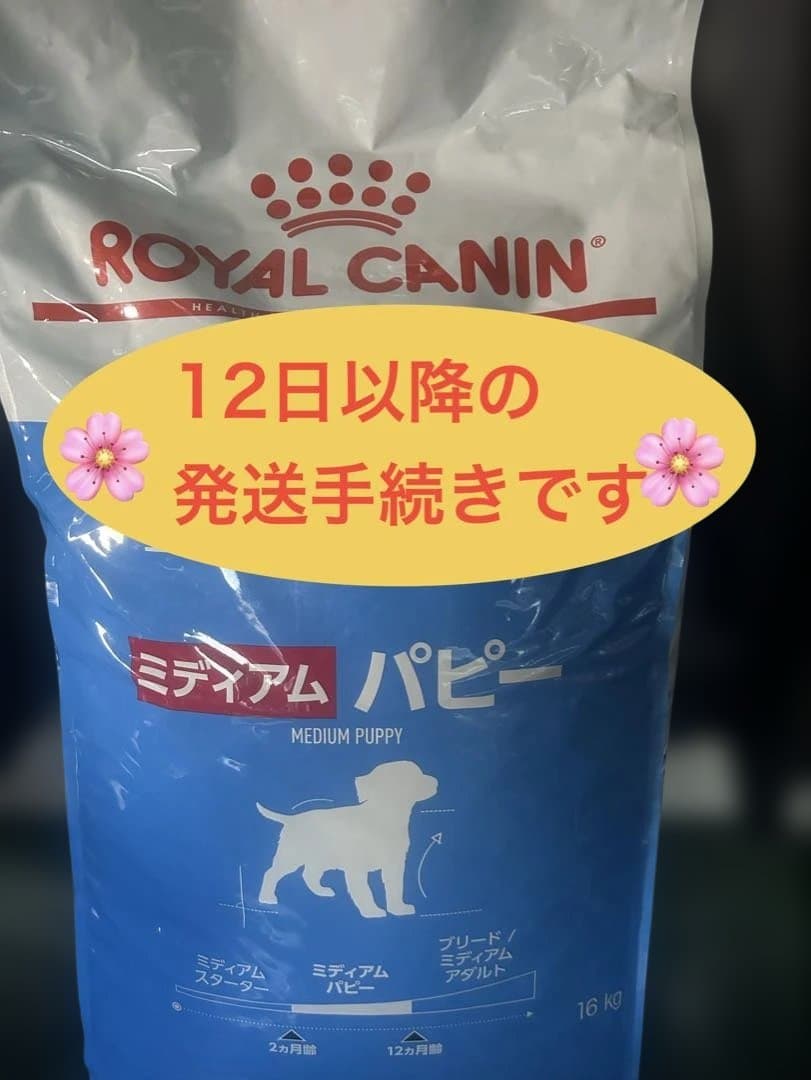 ROYAL CANIN®
HEALTH
12日以降の
発送手続きです
ミディアム パピー
MEDIUM PUPPY
ミディアム
スターター
ミディアム
パピー
ブリード /
ミディアム
アダルト
16 kg
2ヵ月齢
12ヵ月齢